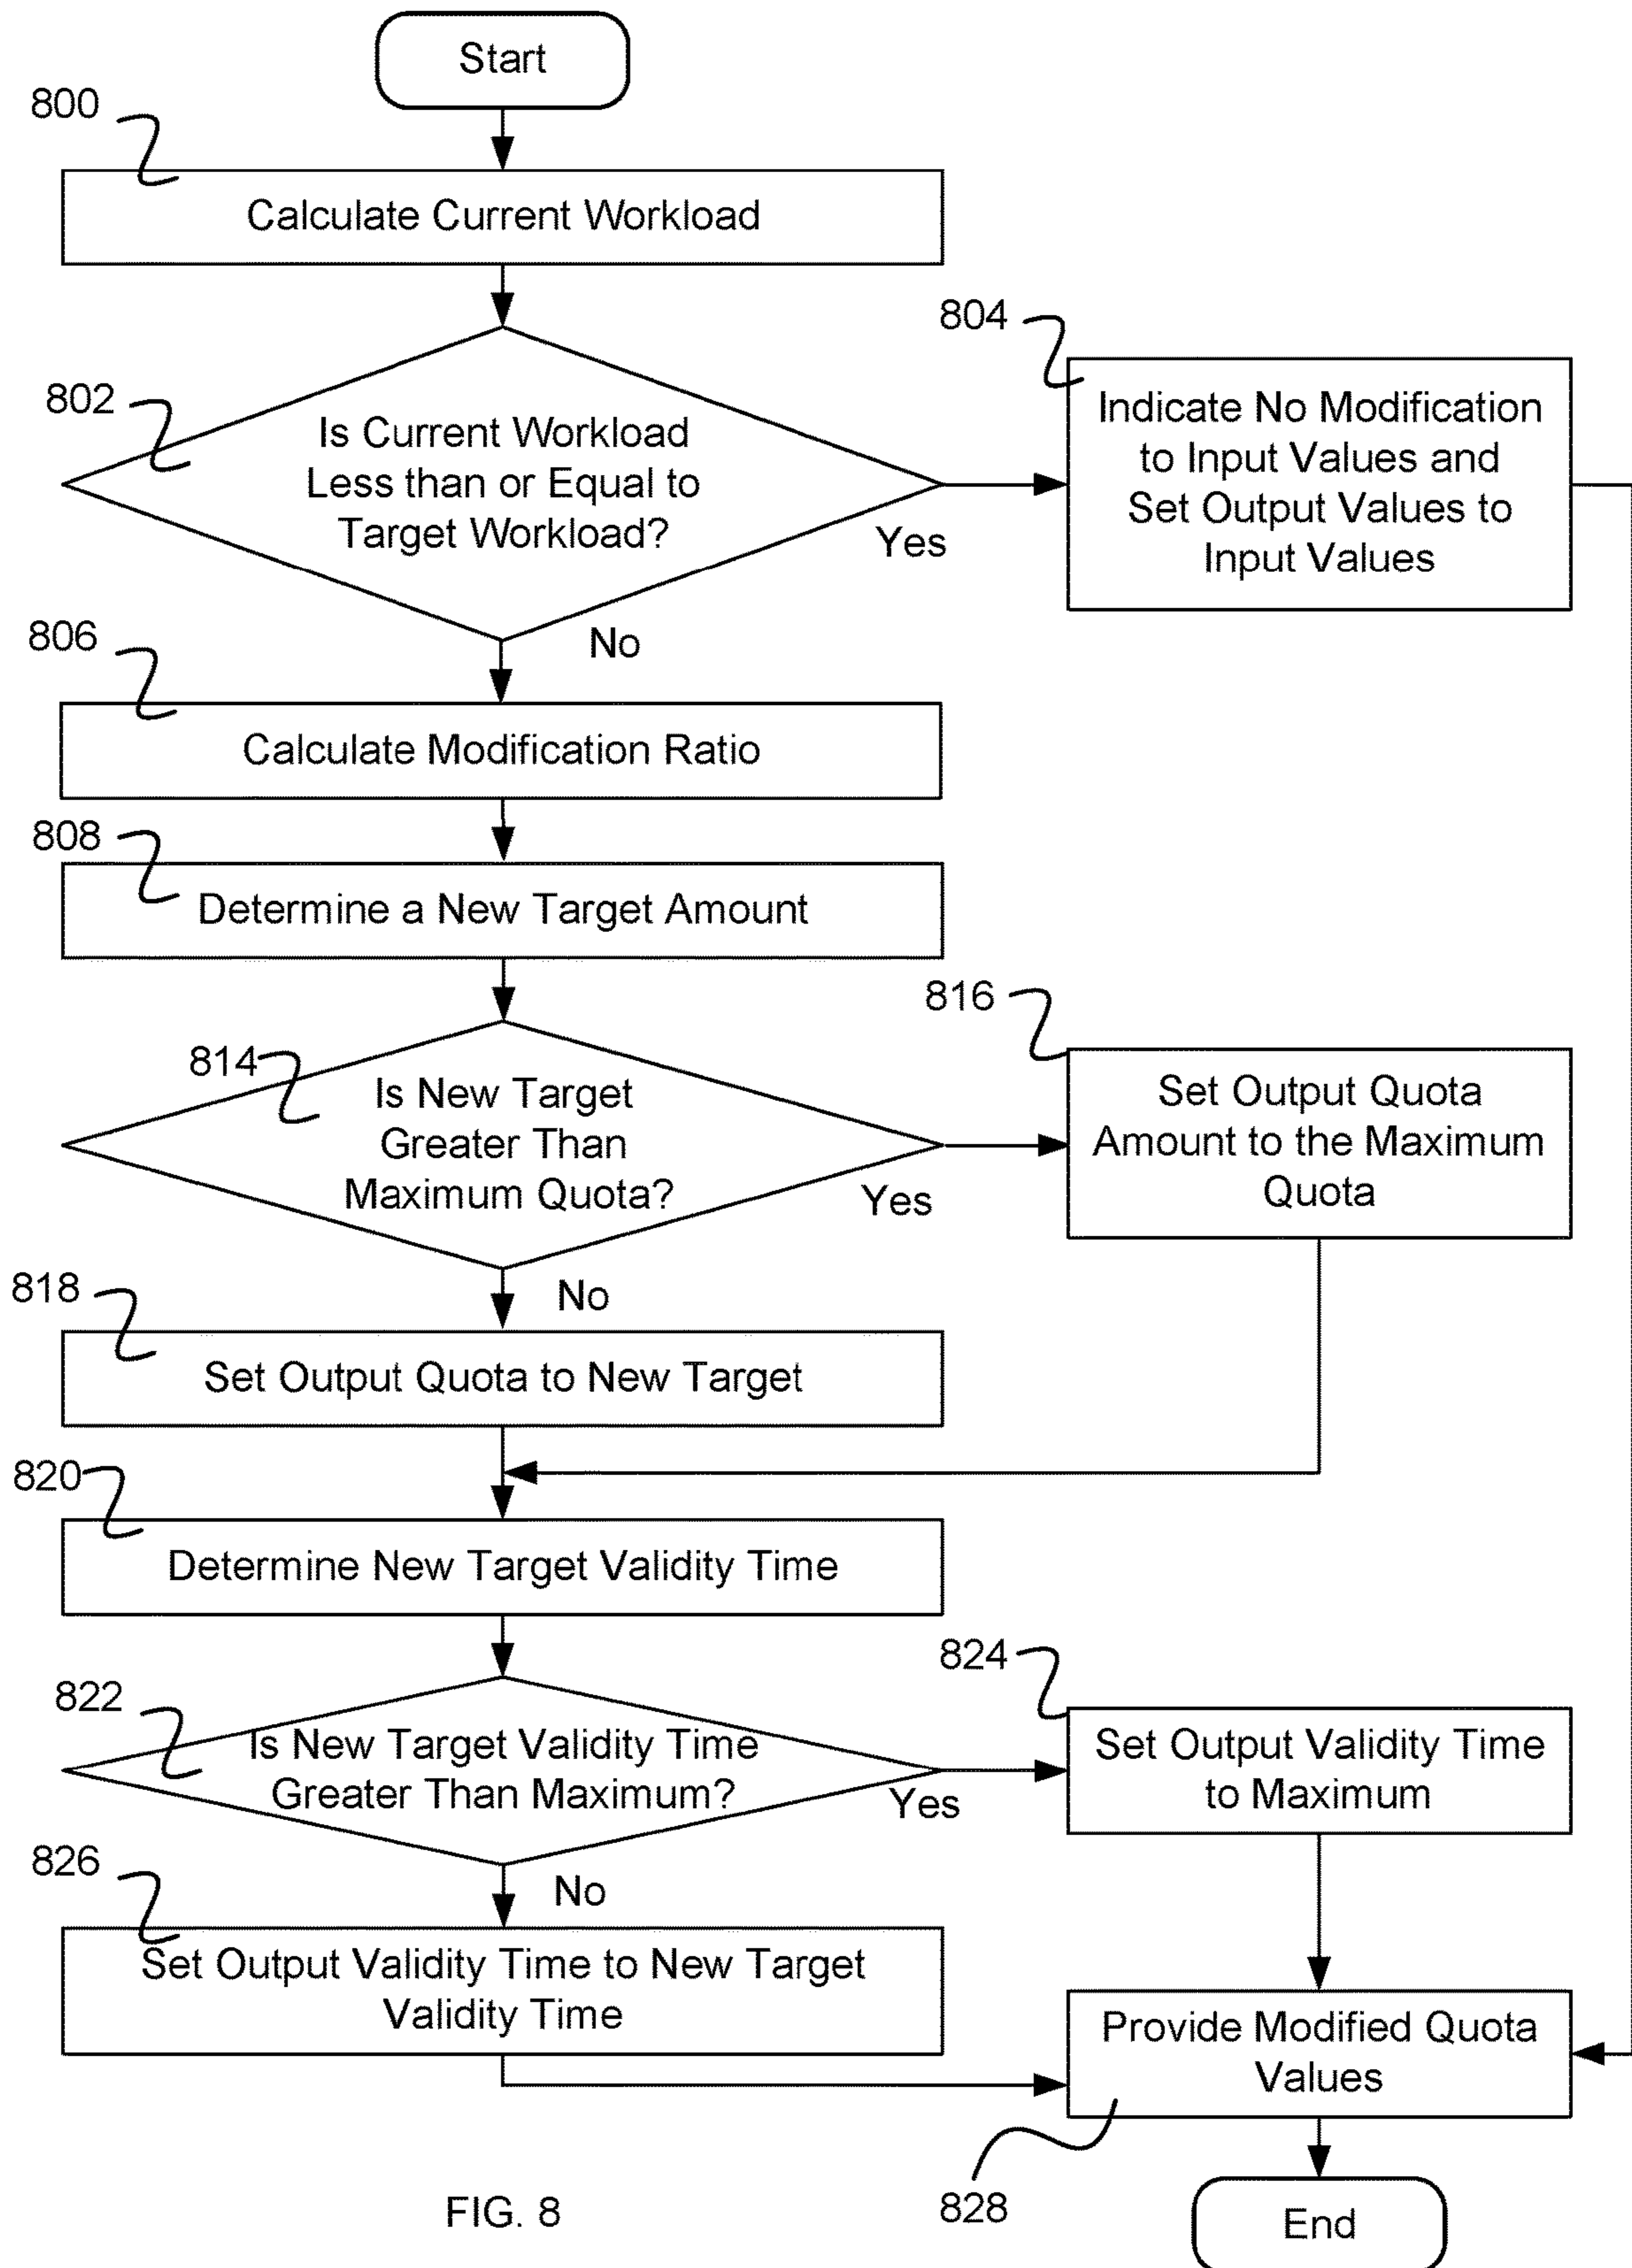 Start
800
Calculate Current Workload
804
802
Is Current Workload
Less than or Equal to
Target Workload?
Yes
Indicate No Modification
to Input Values and
Set Output Values to
Input Values
806
No
Calculate Modification Ratio
808
Determine a New Target Amount
816
814
Is New Target
Greater Than
Maximum Quota?
Yes
Set Output Quota
Amount to the Maximum
Quota
818
No
Set Output Quota to New Target
820
Determine New Target Validity Time
824
822
Is New Target Validity Time
Greater Than Maximum?
Yes
Set Output Validity Time
to Maximum
826
No
Set Output Validity Time to New Target
Validity Time
Provide Modified Quota
Values
828
End
FIG. 8